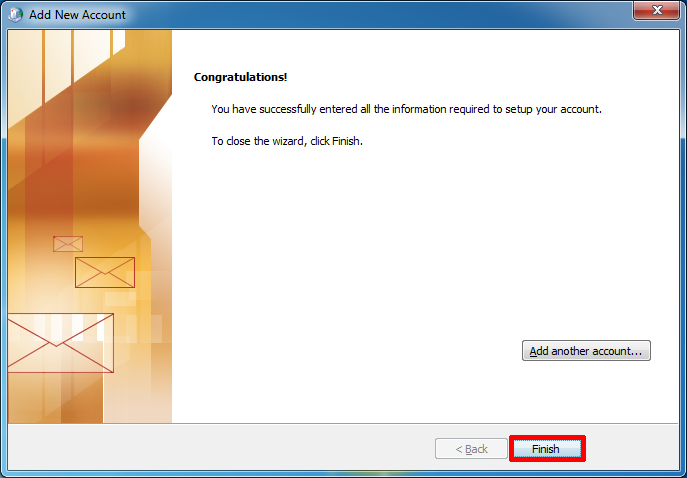 Add New Account
Congratulations!
You have successfully entered all the information required to setup your account.
To close the wizard, click Finish.
Add another account...
< Back
Finish